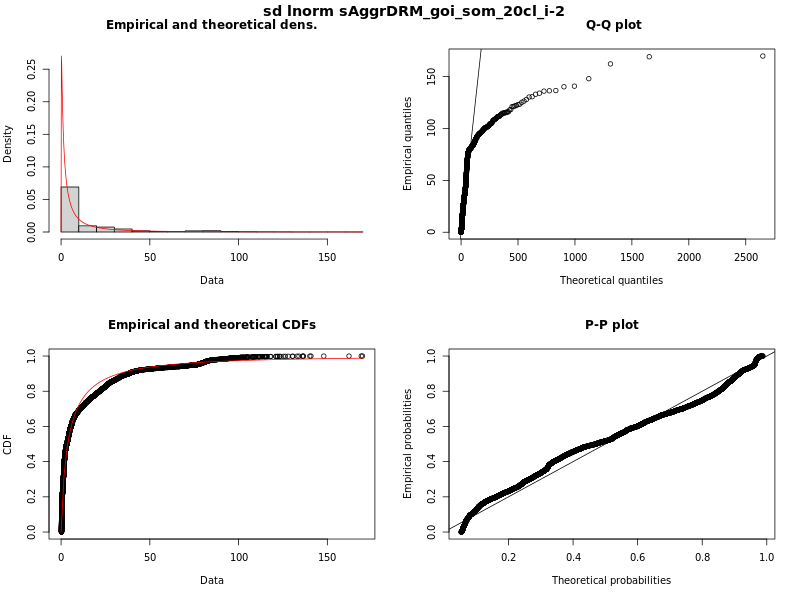 sd lnorm sAggrDRM_goi_som_20cl_i-2
Empirical and theoretical dens.
Density
0.00 0.05 0.10 0.15 0.20 0.25
0 50 100 150
Data
Q-Q plot
Empirical quantiles
0 50 100 150
0 500 1000 1500 2000 2500
Theoretical quantiles
Empirical and theoretical CDFs
CDF
0.0 0.2 0.4 0.6 0.8 1.0
0 50 100 150
Data
P-P plot
Empirical probabilities
0.0 0.2 0.4 0.6 0.8 1.0
0.2 0.4 0.6 0.8 1.0
Theoretical probabilities